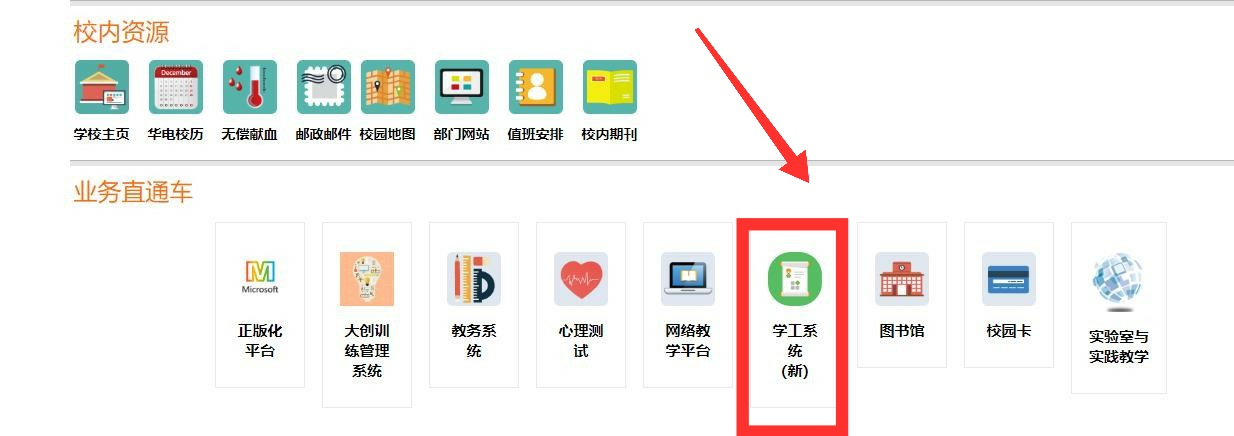 校内资源
December
学校主页 华电校历 无偿献血 邮政邮件 校园地图 部门网站 值班安排 校内期刊
业务直通车
Microsoft
正版化
平台
大创训
练管理
系统
教务系
统
心理测
试
网络教
学平台
学工系
统
(新)
图书馆
校园卡
实验室与
实践教学